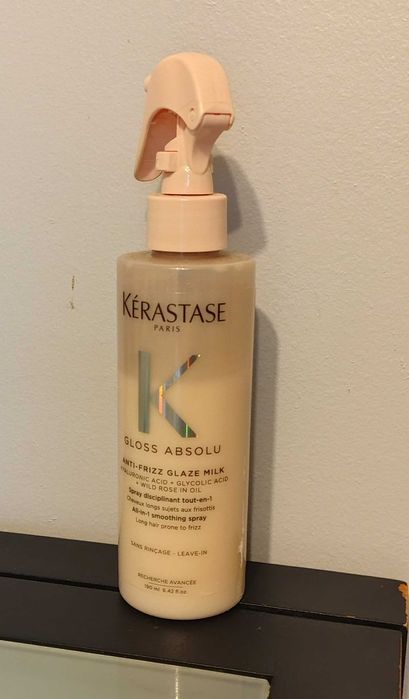 KÉRASTASE
PARIS
K
GLOSS ABSOLU
ANTI-FRIZZ GLAZE MILK
HYALURONIC ACID + GLYCOLIC ACID
+ WILD ROSE IN OIL
Spray disciplinant tout-en-1
Cheveux longs sujets aux frisottis
All-in-1 smoothing spray
Long hair prone to frizz
SANS RINÇAGE - LEAVE-IN
RECHERCHE AVANCÉE
190 ml 6.42 fl.oz.